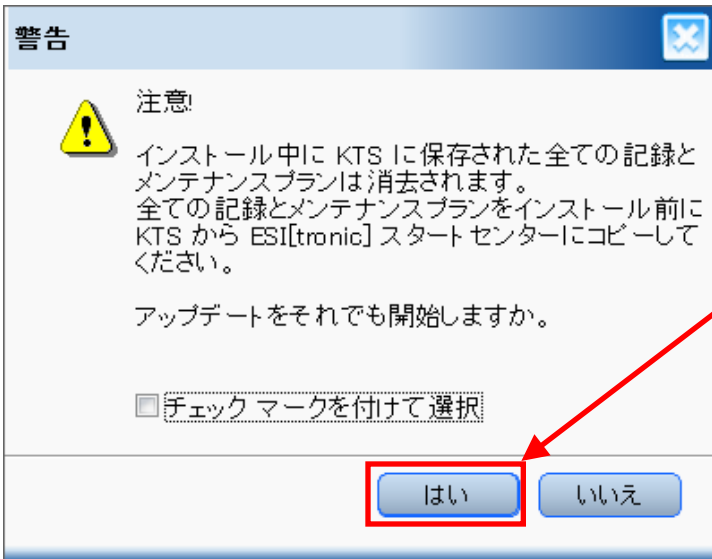 警告
注意!
インストール中に KTS に保存された全ての記録と
メンテナンスプランは消去されます。
全ての記録とメンテナンスプランをインストール前に
KTS から ESI[tronic] スタートセンターにコピーして
ください。
アップデートをそれでも開始しますか。
チェック マークを付けて選択
はい
いいえ